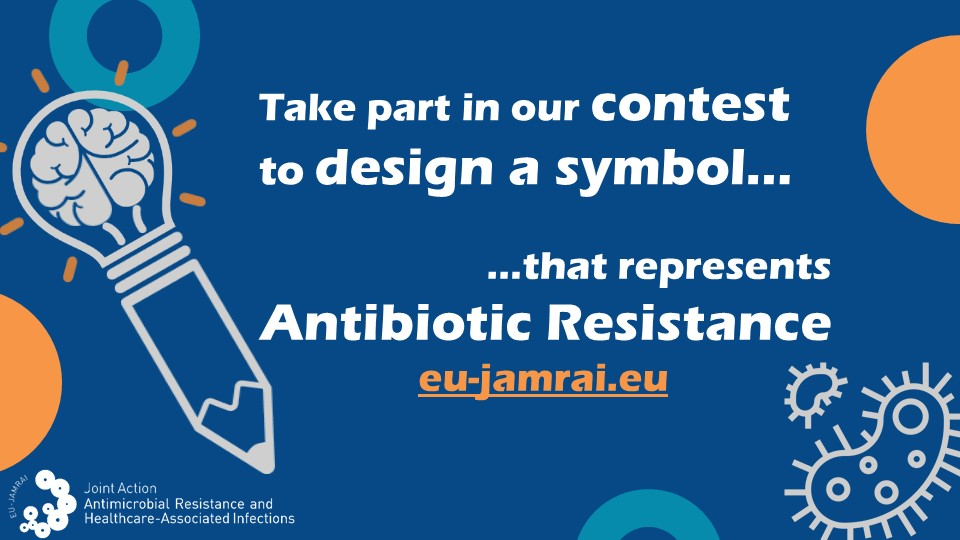 Take part in our contest
to design a symbol...
...that represents
Antibiotic Resistance
eu-jamrai.eu
EU-JAMRAI
Joint Action
Antimicrobial Resistance and
Healthcare-Associated Infections